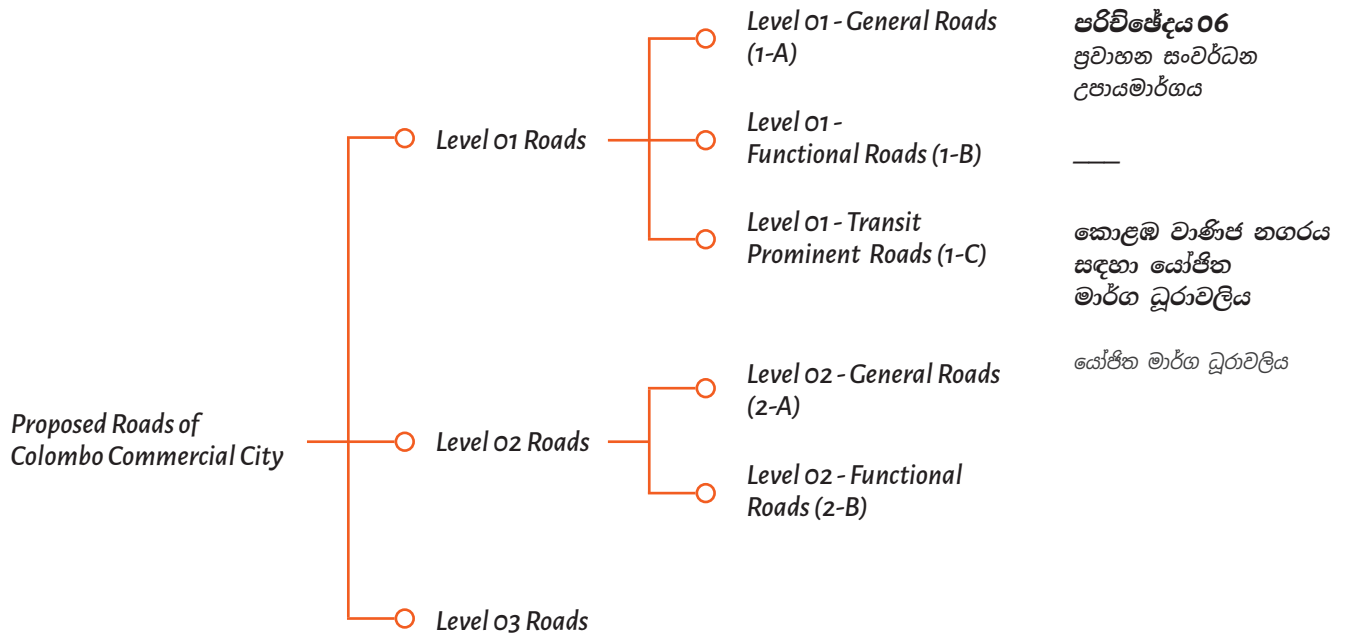 Proposed Roads of
Colombo Commercial City
Level 01 Roads
Level 01 - General Roads
(1-A)
Level 01 -
Functional Roads (1-B)
Level 01 - Transit
Prominent Roads (1-C)
Level 02 Roads
Level 02 - General Roads
(2-A)
Level 02 - Functional
Roads (2-B)
Level 03 Roads
පරිච්ඡේදය 06
ප්‍රවාහන සංවර්ධන
උපායමාර්ගය
කොළඹ වාණිජ නගරය
සඳහා යෝජිත
මාර්ග ධූරාවලිය
යෝජිත මාර්ග ධූරාවලිය